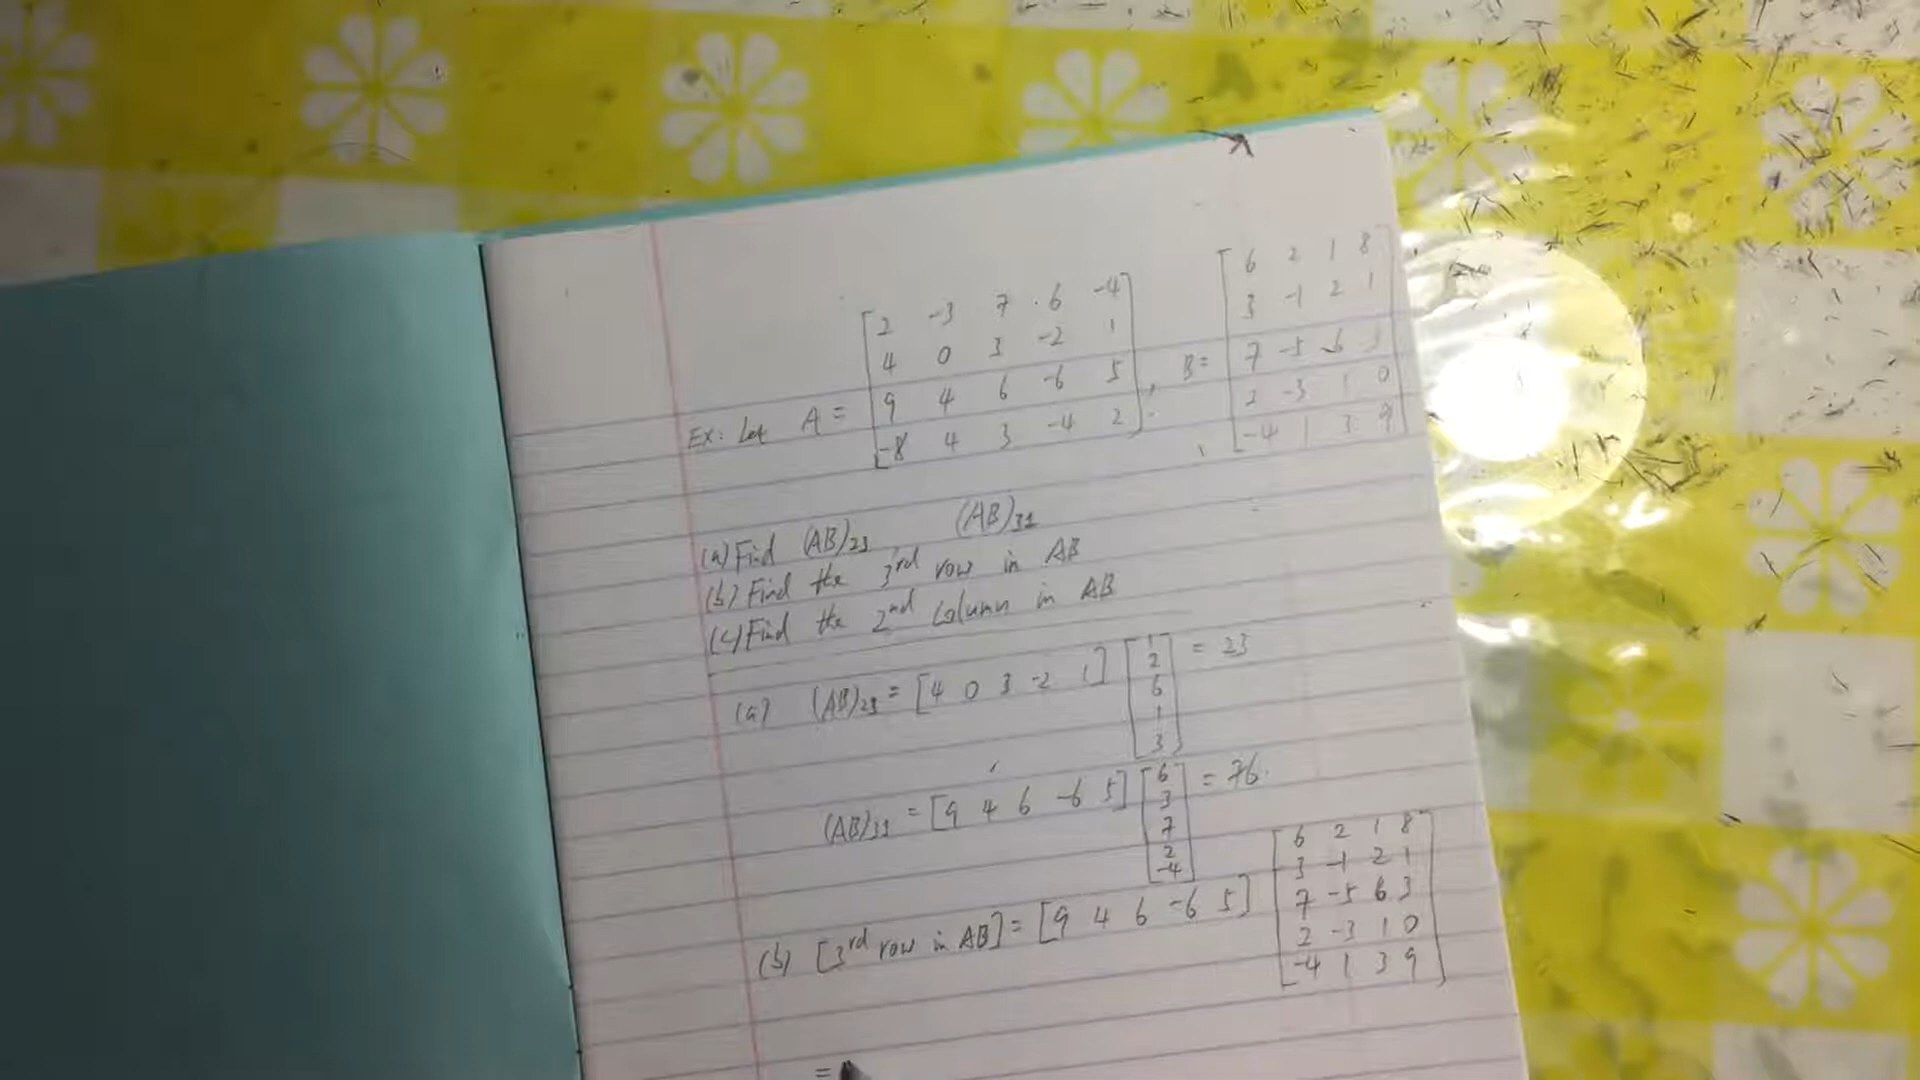 Ex: Let A = [2 -3 7 6 -4
4 0 3 -2 1
9 4 6 -6 5
-8 4 3 -4 2], B = [6 2 1 8
3 -1 2 1
7 -5 6 3
2 -3 1 0
-4 1 3 9]
(a) Find (AB)23 , (AB)31
(b) Find the 3rd row in AB
(c) Find the 2nd column in AB
(a) (AB)23 = [4 0 3 -2 1] [1
2
6
1
3] = 23
(AB)31 = [9 4 6 -6 5] [6
3
7
2
-4] = 76.
(b) [3rd row in AB] = [9 4 6 -6 5] [6 2 1 8
3 -1 2 1
7 -5 6 3
2 -3 1 0
-4 1 3 9]
=